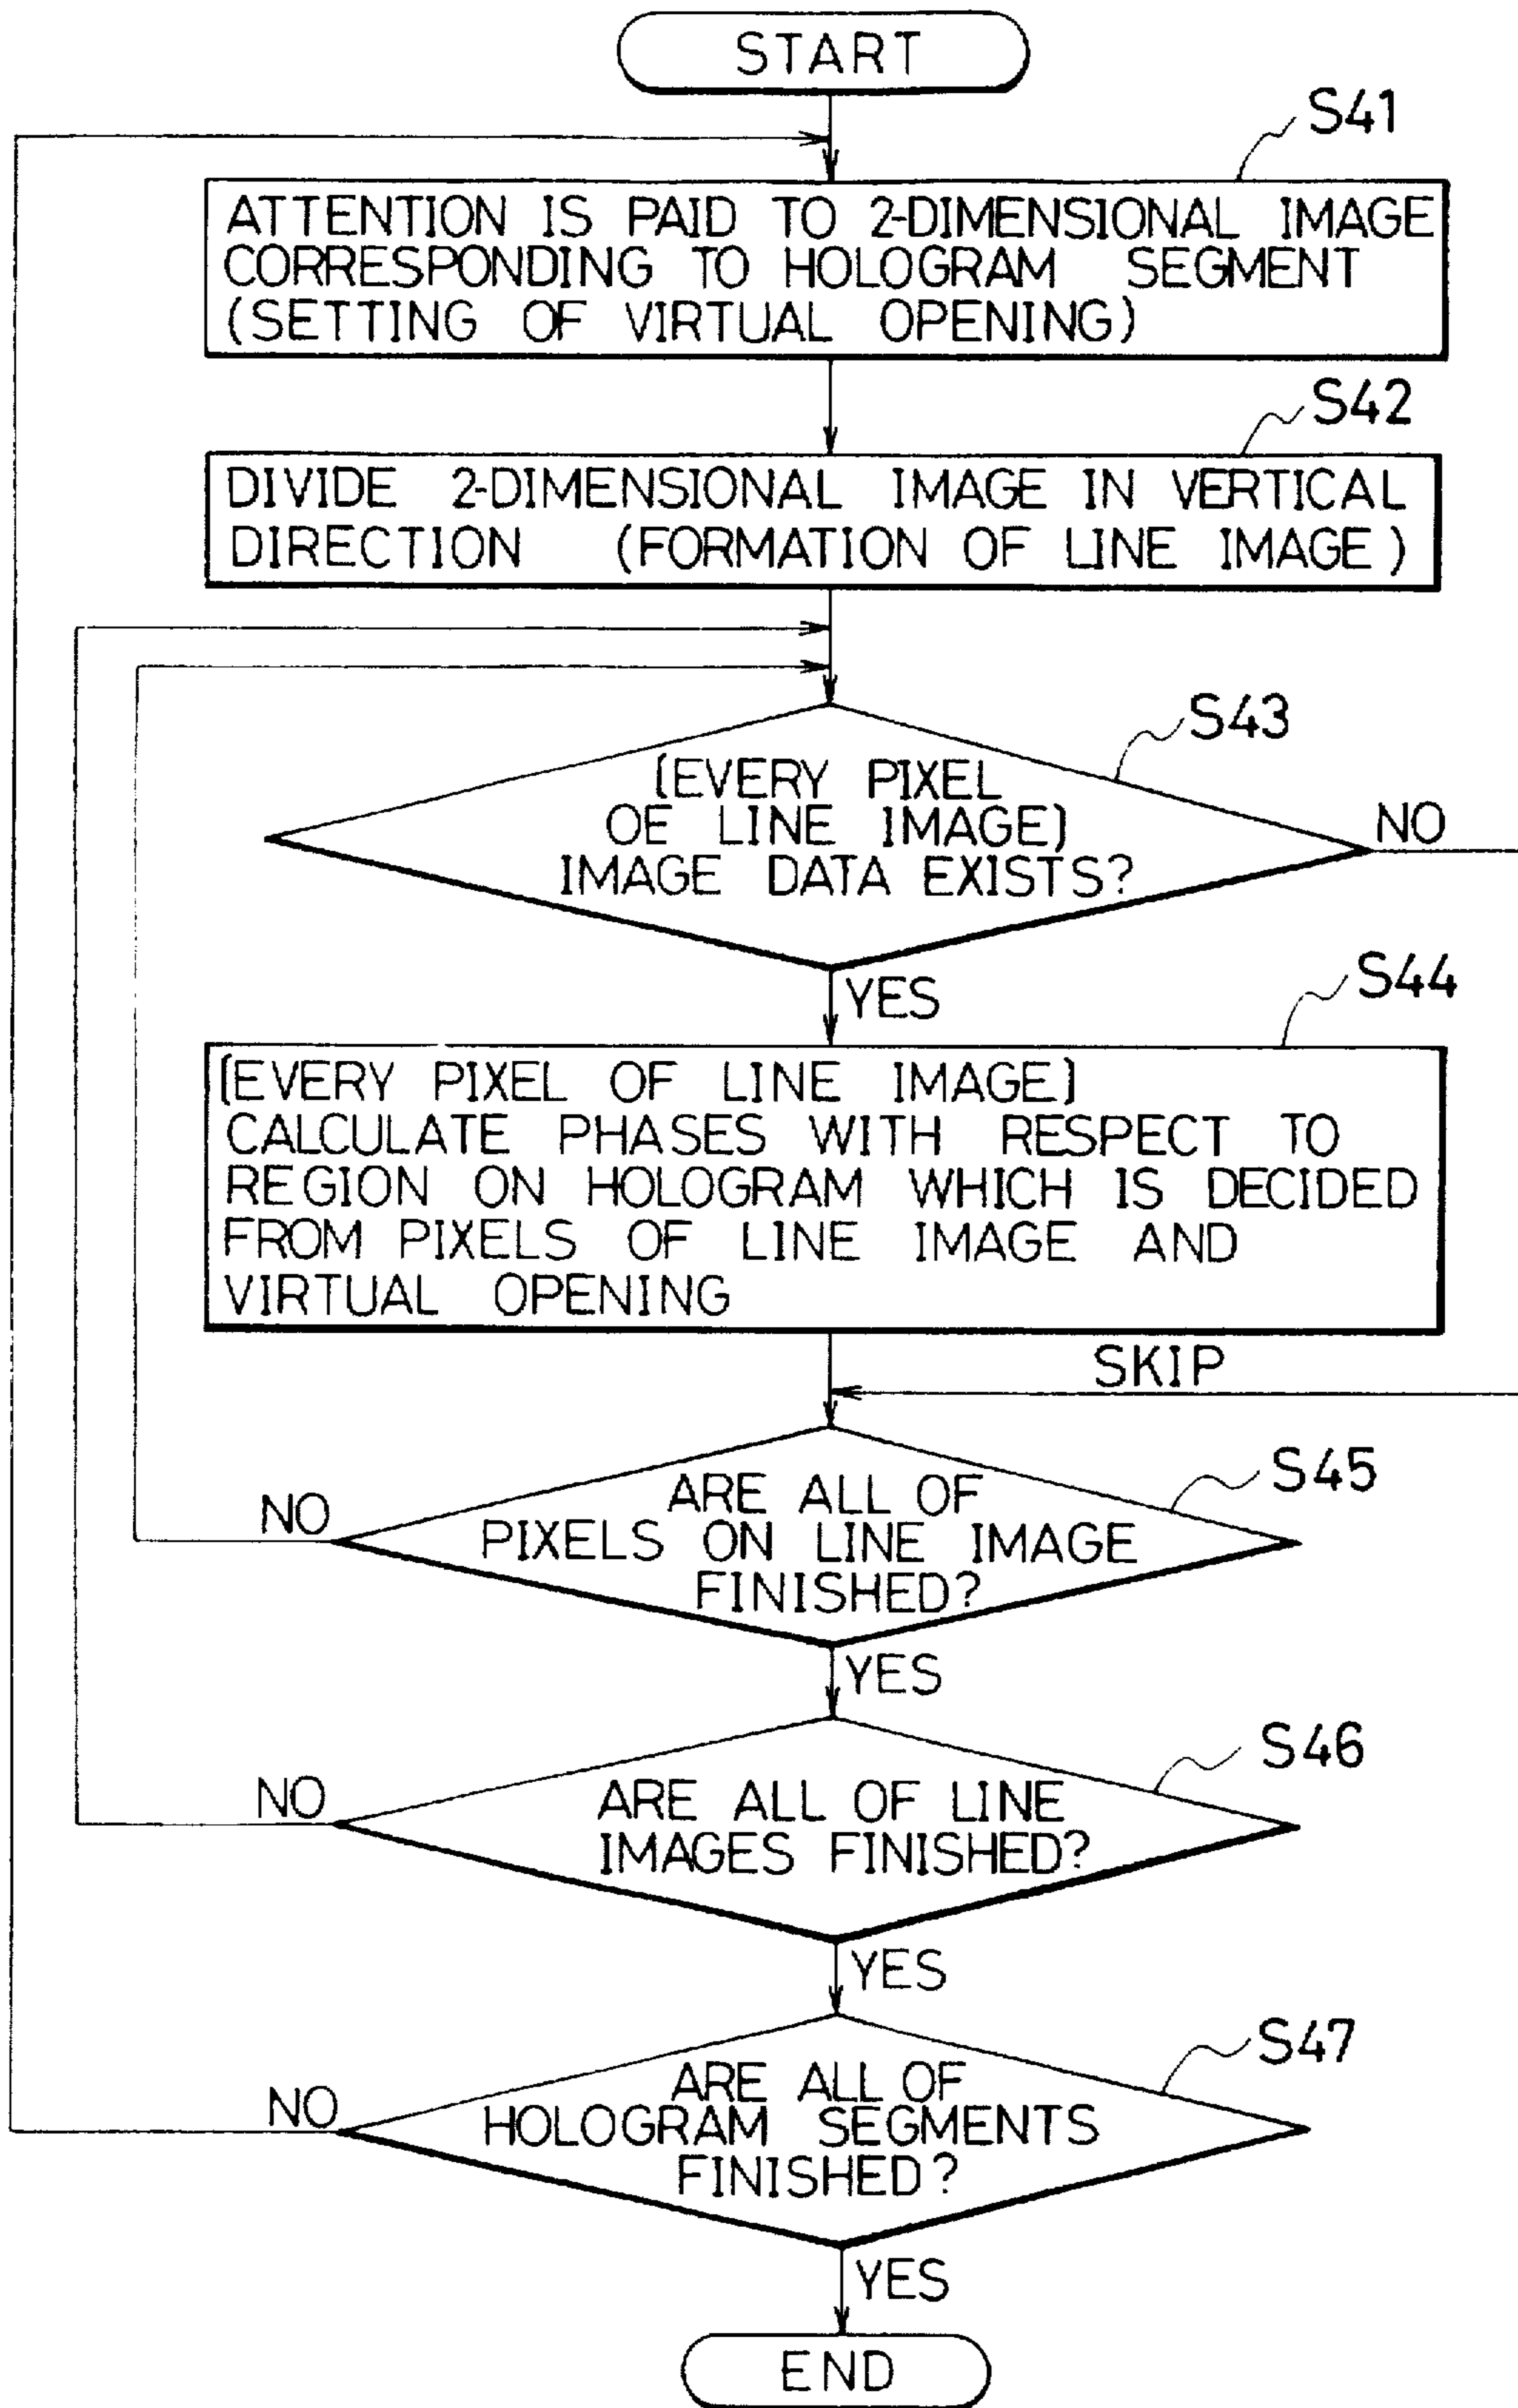 START
S41
ATTENTION IS PAID TO 2-DIMENSIONAL IMAGE
CORRESPONDING TO HOLOGRAM SEGMENT
(SETTING OF VIRTUAL OPENING)
S42
DIVIDE 2-DIMENSIONAL IMAGE IN VERTICAL
DIRECTION (FORMATION OF LINE IMAGE)
S43
[EVERY PIXEL
OE LINE IMAGE]
IMAGE DATA EXISTS?
NO
YES
S44
[EVERY PIXEL OF LINE IMAGE]
CALCULATE PHASES WITH RESPECT TO
REGION ON HOLOGRAM WHICH IS DECIDED
FROM PIXELS OF LINE IMAGE AND
VIRTUAL OPENING
SKIP
S45
ARE ALL OF
PIXELS ON LINE IMAGE
FINISHED?
NO
YES
S46
ARE ALL OF LINE
IMAGES FINISHED?
NO
YES
S47
ARE ALL OF
HOLOGRAM SEGMENTS
FINISHED?
NO
YES
END